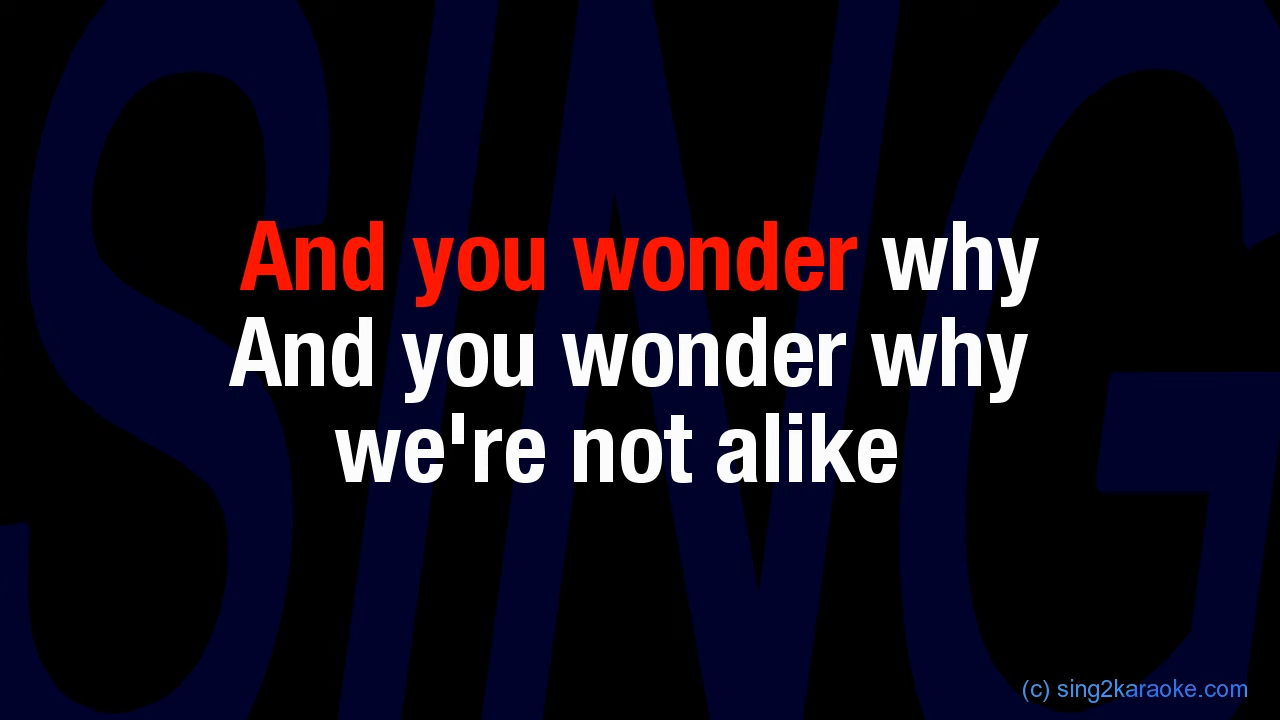 SING
And you wonder why
And you wonder why
we're not alike
(c) sing2karaoke.com